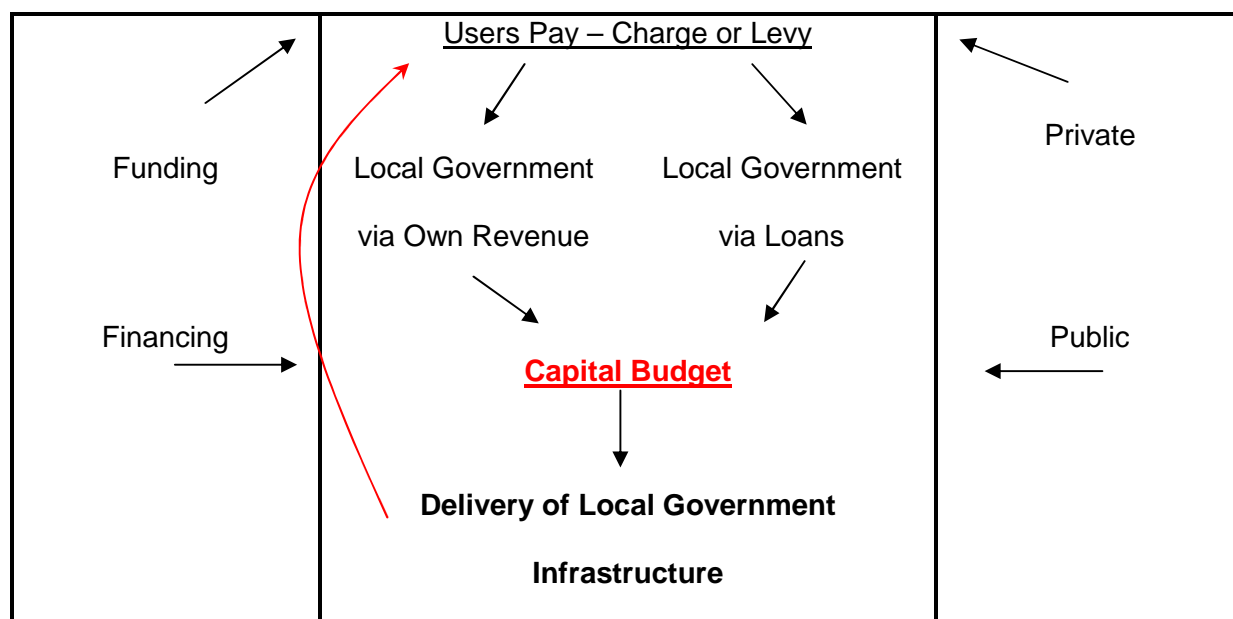 Users Pay – Charge or Levy
Private
Funding
Local Government
Local Government
via Own Revenue
via Loans
Financing
Public
Capital Budget
Delivery of Local Government
Infrastructure